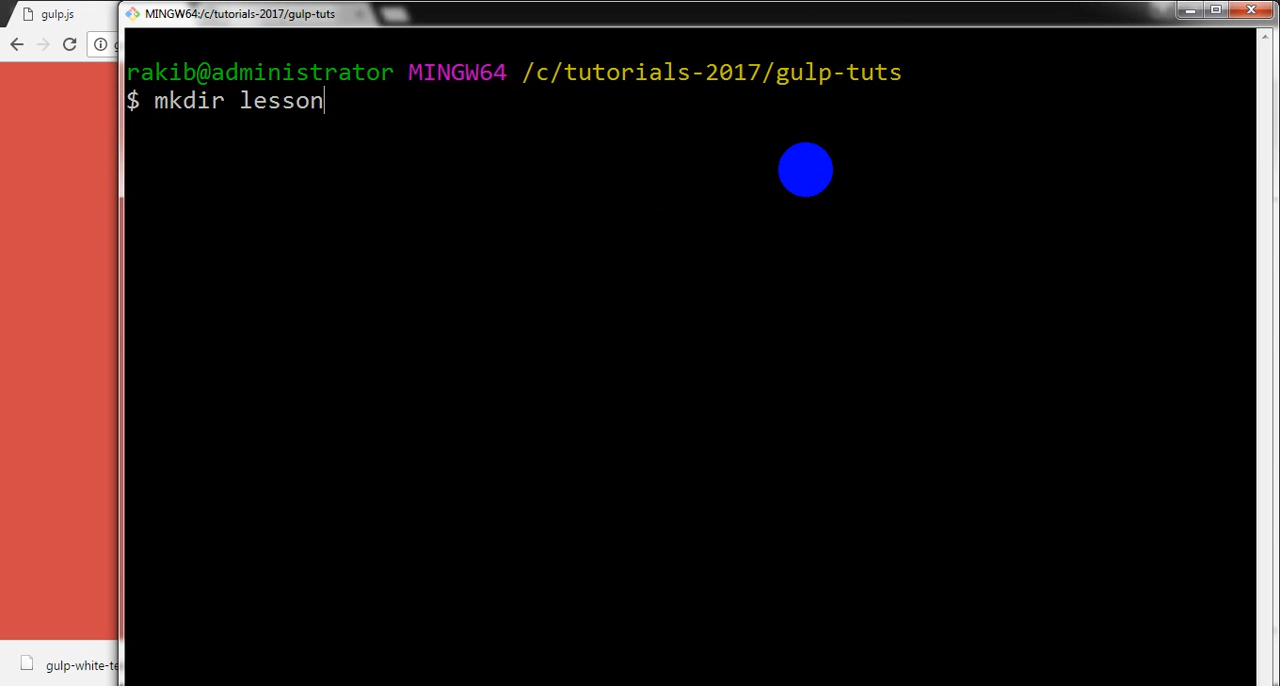 gulp.js
MINGW64:/c/tutorials-2017/gulp-tuts
rakib@administrator MINGW64 /c/tutorials-2017/gulp-tuts
$ mkdir lesson
gulp-white-te